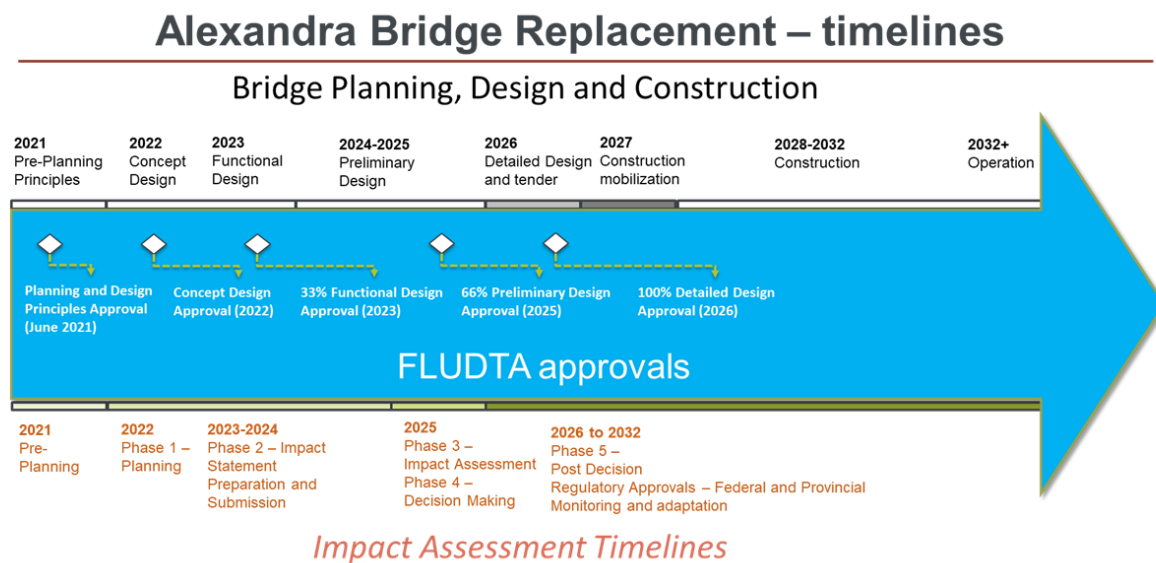 Alexandra Bridge Replacement – timelines
Bridge Planning, Design and Construction
2021
Pre-Planning
Principles
2022
Concept
Design
2023
Functional
Design
2024-2025
Preliminary
Design
2026
Detailed Design
and tender
2027
Construction
mobilization
2028-2032
Construction
2032+
Operation
Planning and Design
Principles Approval
(June 2021)
Concept Design
Approval (2022)
33% Functional Design
Approval (2023)
66% Preliminary Design
Approval (2025)
100% Detailed Design
Approval (2026)
FLUDTA approvals
2021
Pre-
Planning
2022
Phase 1 –
Planning
2023-2024
Phase 2 – Impact
Statement
Preparation and
Submission
2025
Phase 3 –
Impact Assessment
Phase 4 –
Decision Making
2026 to 2032
Phase 5 –
Post Decision
Regulatory Approvals – Federal and Provincial
Monitoring and adaptation
Impact Assessment Timelines